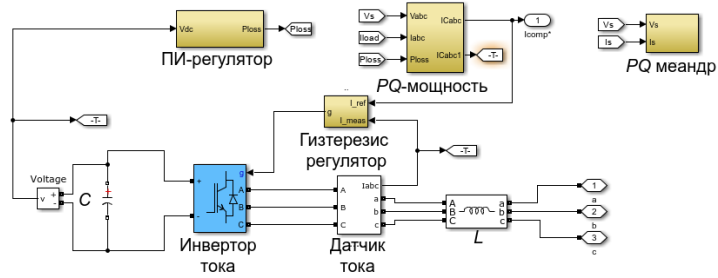 Vdc
Ploss
Ploss
ПИ-регулятор
Vs
Iload
Ploss
Vabc
Iabc
Ploss
ICabc
ICabc1
1
Icomp*
-T-
PQ-мощность
Vs
Is
Vs
Is
PQ меандр
..
-T-
g
I_ref
I_meas
Гизтерезис
регулятор
-T-
Voltage
v
+
-
C
+
+
-
g
A
B
C
Инвертор
тока
A
B
C
Iabc
a
b
c
Датчик
тока
A
B
C
a
b
c
L
1
a
2
b
3
c